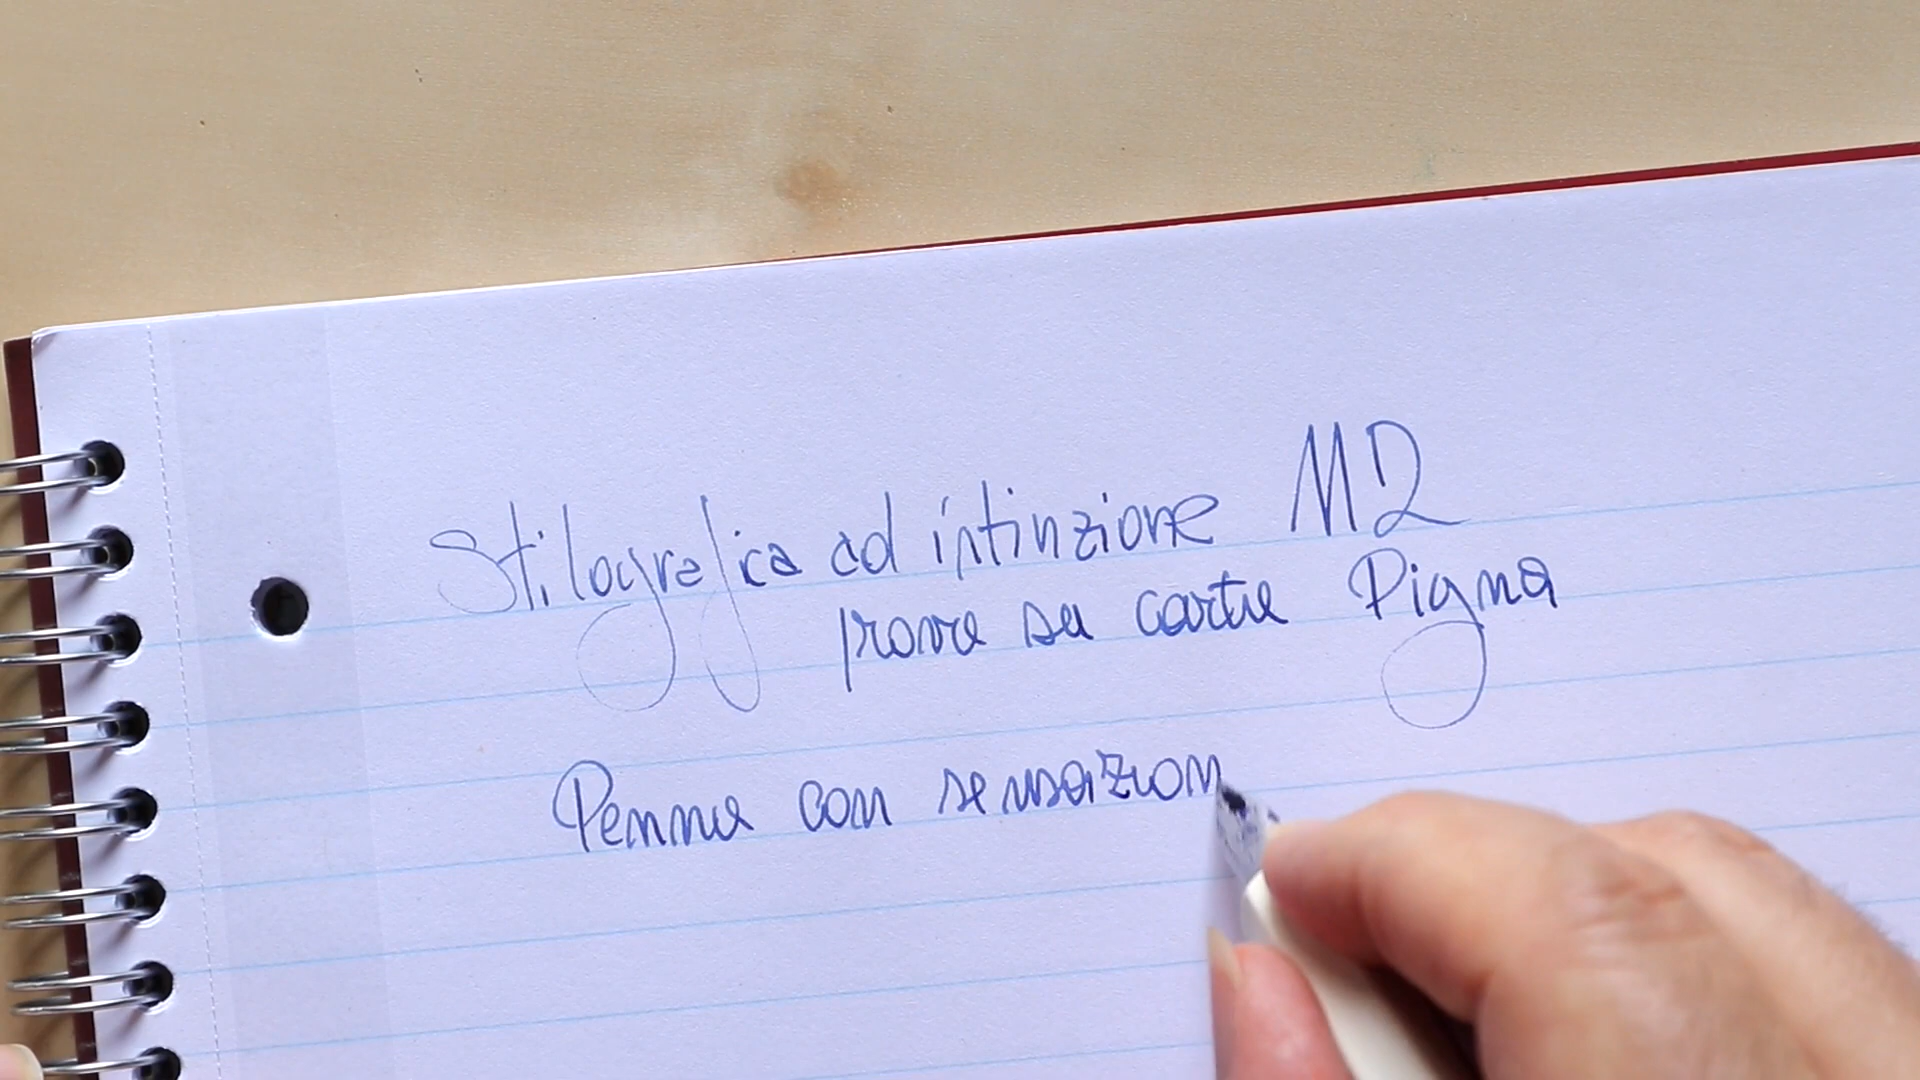 Stilografica ad intinzione M2
prova su carta Pigna
Penna con sensazion